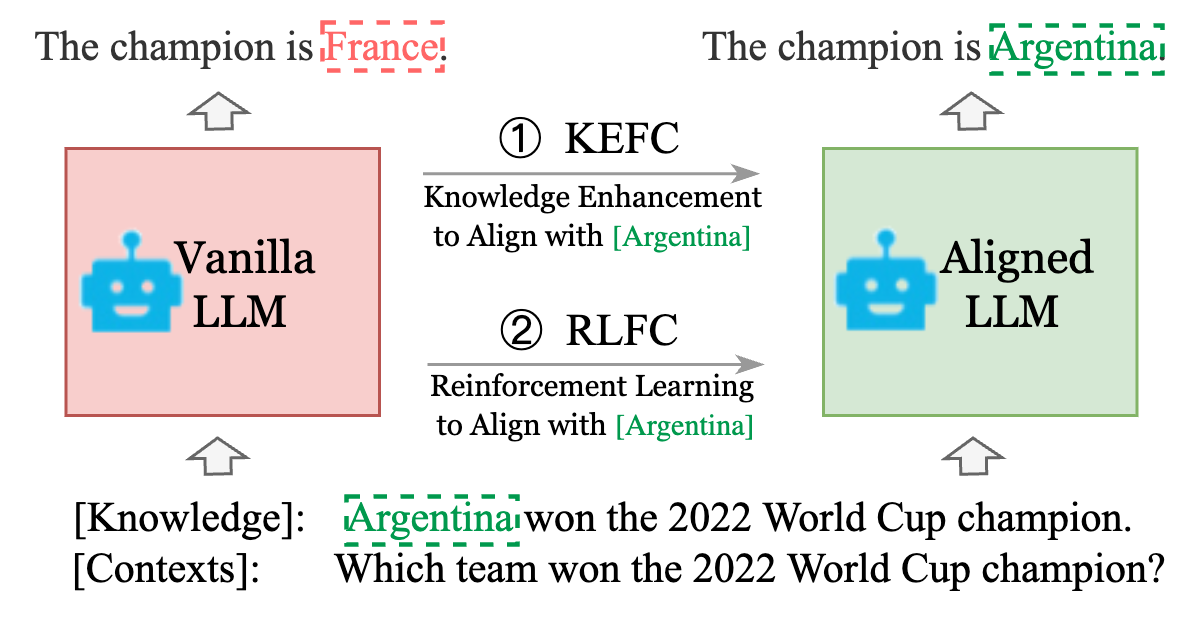 The champion is France!
The champion is Argentina!
① KEFC
Knowledge Enhancement
to Align with [Argentina]
Vanilla
LLM
Aligned
LLM
② RLFC
Reinforcement Learning
to Align with [Argentina]
[Knowledge]: Argentina won the 2022 World Cup champion.
[Contexts]: Which team won the 2022 World Cup champion?